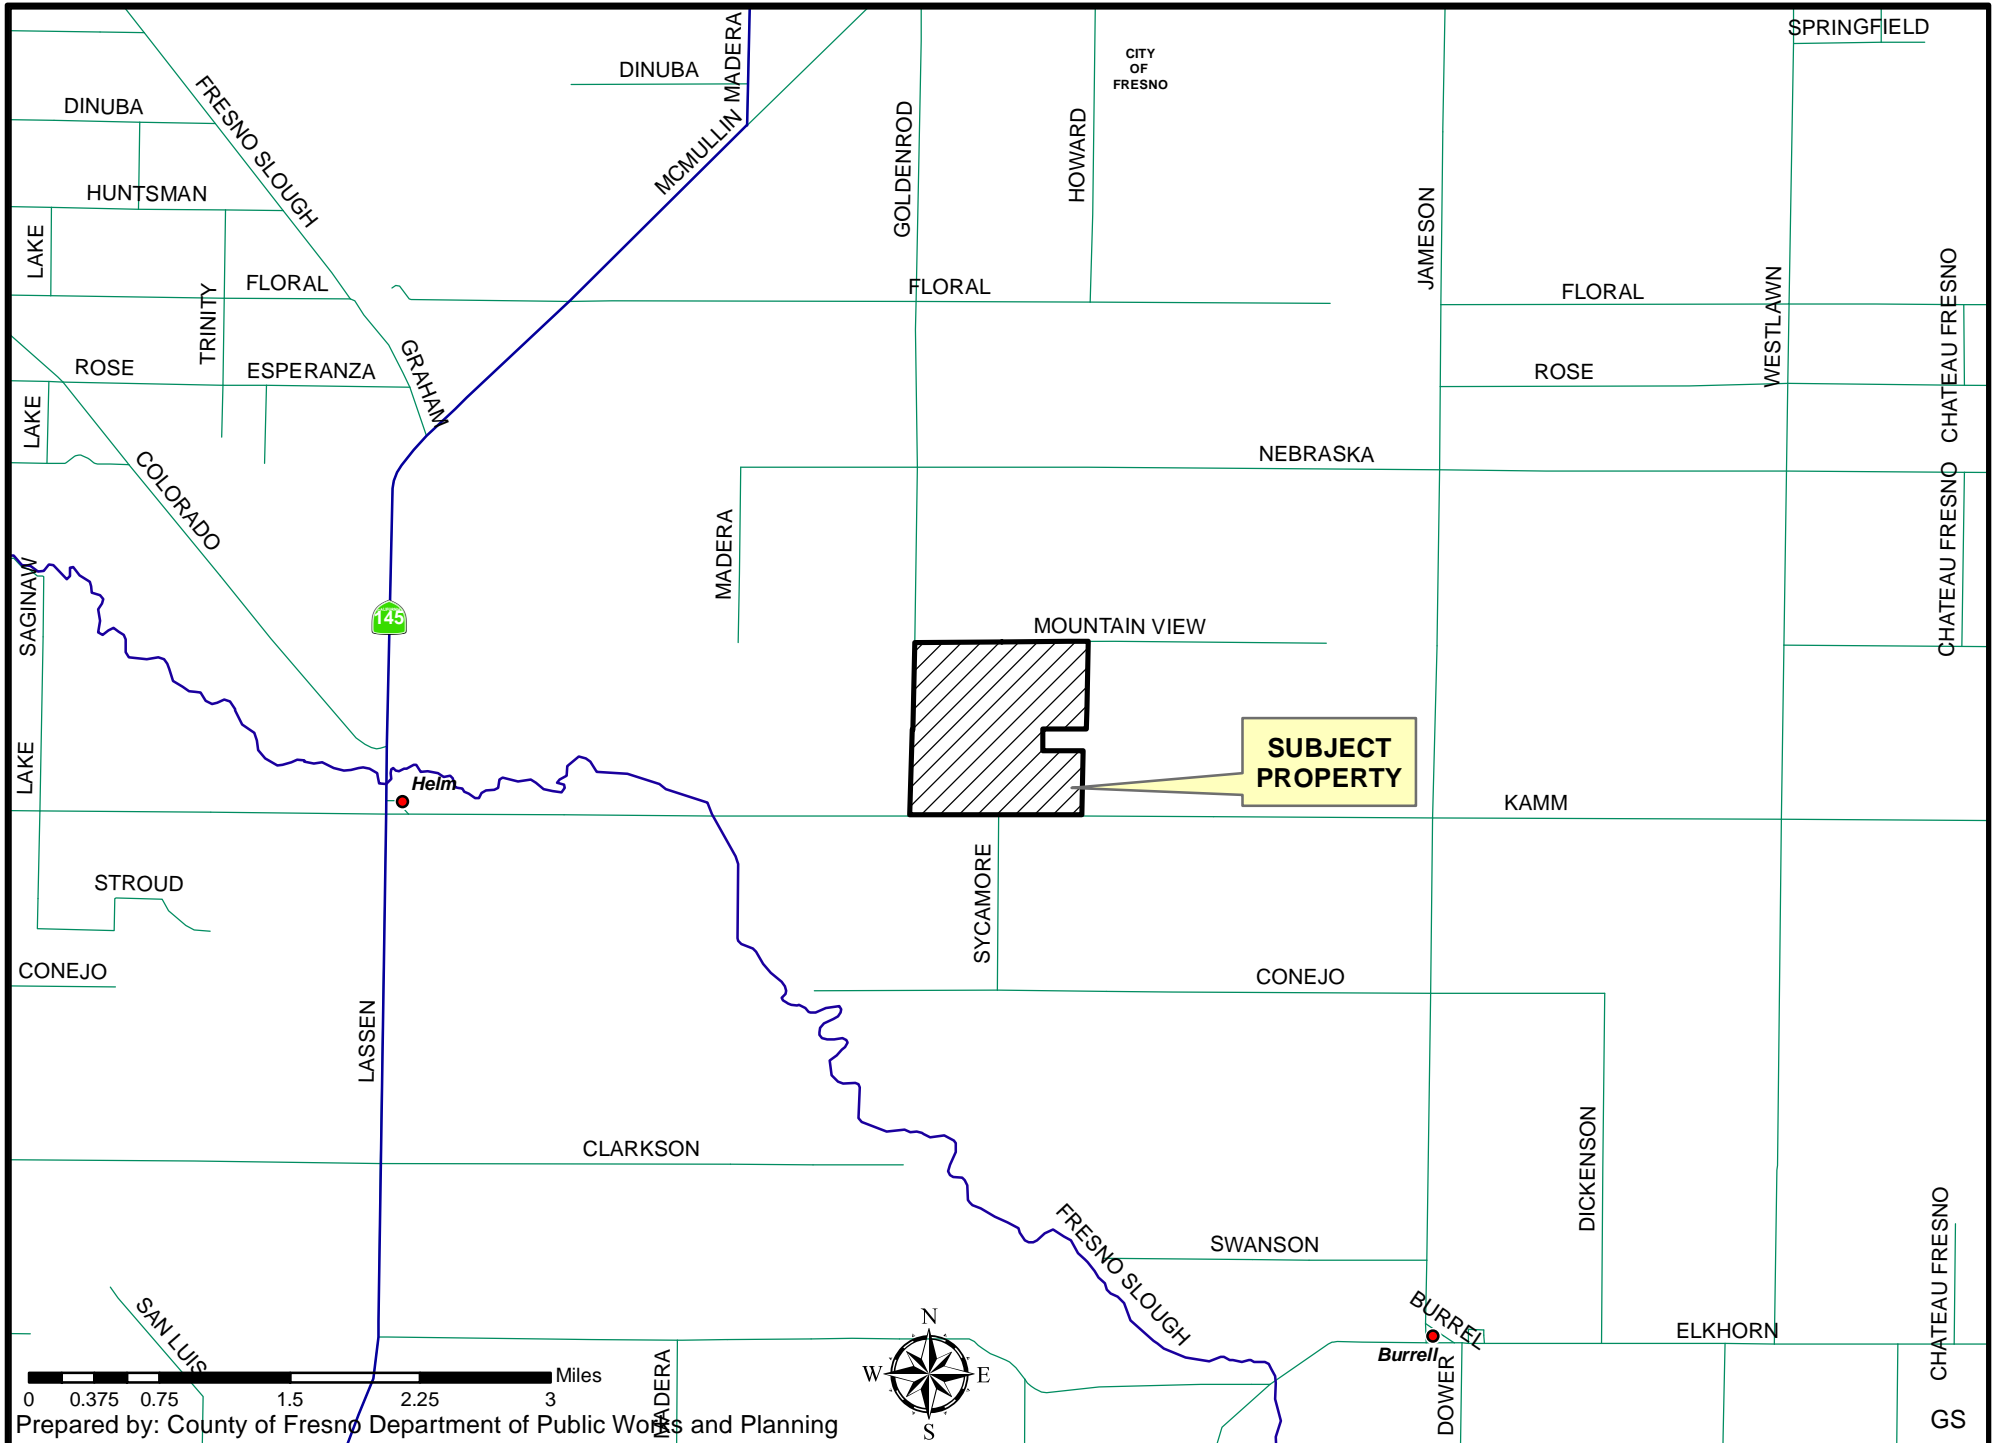 SPRINGFIELD
CITY
OF
FRESNO
DINUBA
MADERA
DINUBA
FRESNO SLOUGH
MCMULLIN
GOLDENROD
HOWARD
HUNTSMAN
JAMESON
LAKE
FLORAL
TRINITY
FLORAL
FLORAL
WESTLAWN
CHATEAU FRESNO
ROSE
ESPERANZA
GRAHAM
ROSE
LAKE
NEBRASKA
COLORADO
MADERA
CHATEAU FRESNO
SAGINAW
CALIFORNIA
145
MOUNTAIN VIEW
SUBJECT
PROPERTY
LAKE
Helm
KAMM
STROUD
SYCAMORE
CONEJO
CONEJO
LASSEN
CLARKSON
DICKENSON
FRESNO SLOUGH
SWANSON
CHATEAU FRESNO
SAN LUIS
BURREL
ELKHORN
Burrell
DOWER
MADERA
N
W E
S
Miles
0 0.375 0.75 1.5 2.25 3
Prepared by: County of Fresno Department of Public Works and Planning
GS